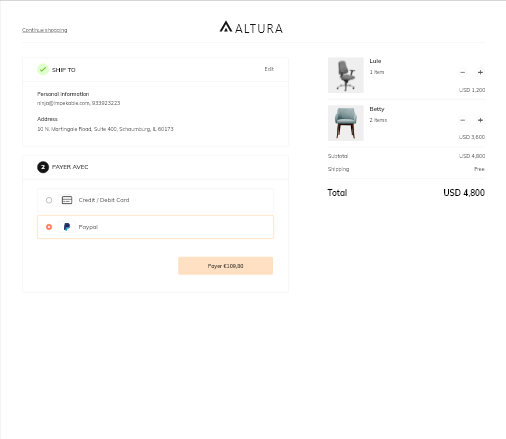 Continue shopping
ALTURA
SHIP TO
Edit
Personal Information
ninja@impekable.com, 933923223
Address
10 N. Martingale Road, Suite 400, Schaumburg, IL 60173
2 PAYER AVEC
Credit / Debit Card
Paypal
Payer €109,80
Lule
1 item
− +
USD 1,200
Betty
2 items
− +
USD 3,600
Subtotal USD 4,800
Shipping Free
Total USD 4,800